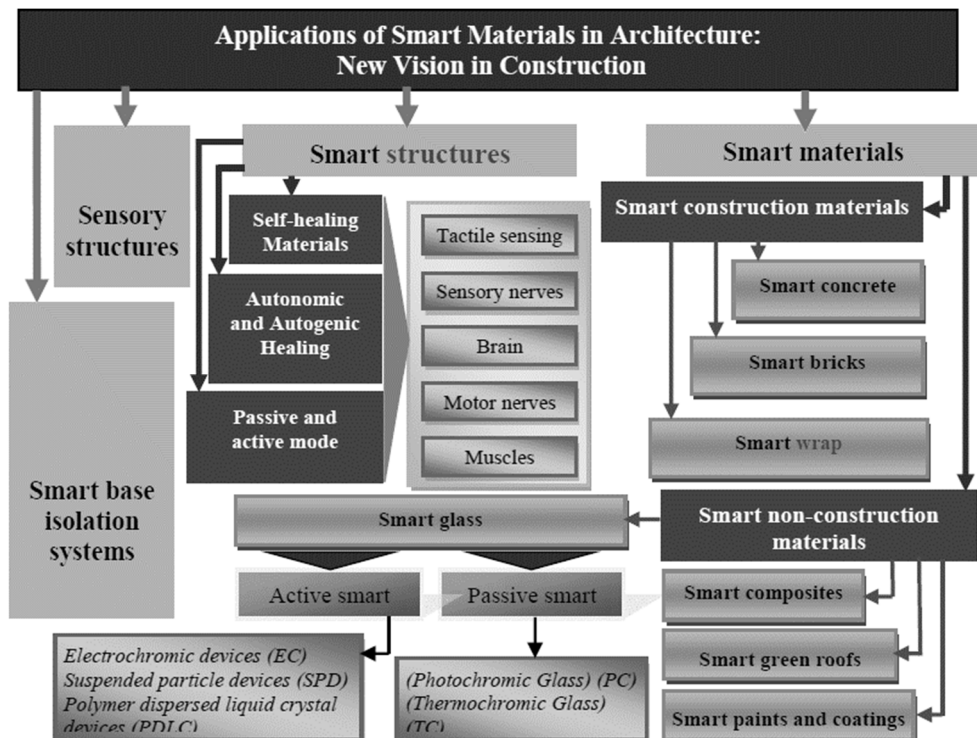 Applications of Smart Materials in Architecture:
New Vision in Construction
Sensory
structures
Smart base
isolation
systems
Smart structures
Self-healing
Materials
Autonomic
and Autogenic
Healing
Passive and
active mode
Tactile sensing
Sensory nerves
Brain
Motor nerves
Muscles
Smart materials
Smart construction materials
Smart concrete
Smart bricks
Smart wrap
Smart non-construction
materials
Smart glass
Active smart
Passive smart
Electrochromic devices (EC)
Suspended particle devices (SPD)
Polymer dispersed liquid crystal
devices (PDLC)
(Photochromic Glass) (PC)
(Thermochromic Glass)
(TC)
Smart composites
Smart green roofs
Smart paints and coatings